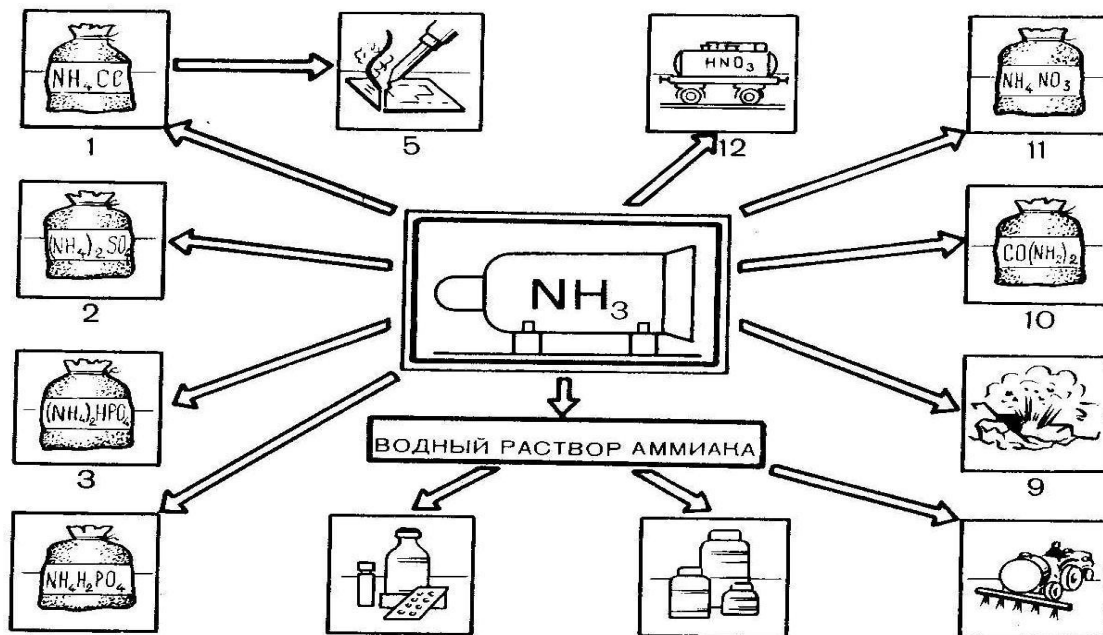 NH₄Cl
1
5
HNO₃
12
NH₄NO₃
11
(NH₄)₂SO
2
NH₃
CO(NH₂)₂
10
(NH₄)₂HPO₄
3
9
ВОДНЫЙ РАСТВОР АММИАКА
NH₄H₂PO₄